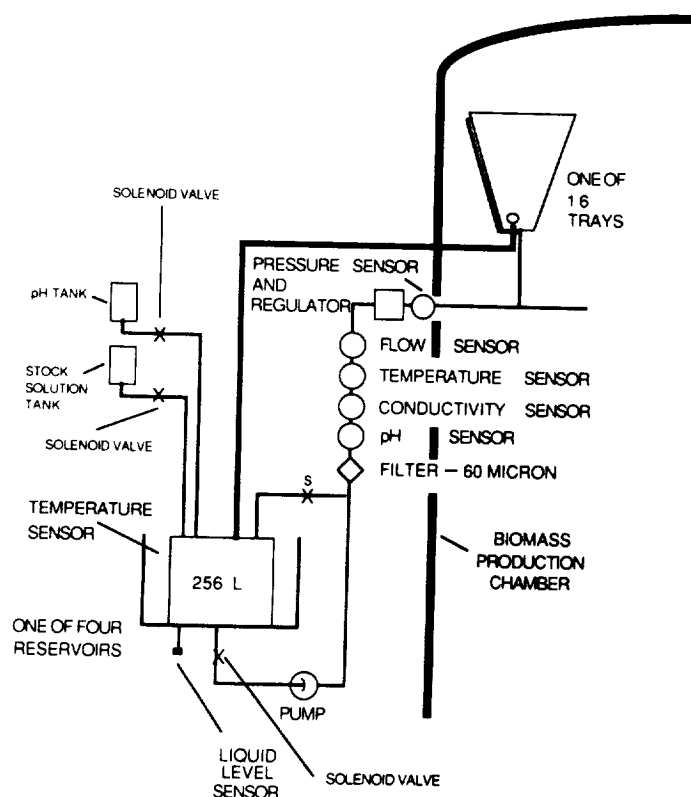 SOLENOID VALVE
ONE OF
16
TRAYS
PRESSURE SENSOR
AND
REGULATOR
pH TANK
FLOW SENSOR
STOCK
SOLUTION
TANK
TEMPERATURE SENSOR
CONDUCTIVITY SENSOR
SOLENOID VALVE
pH SENSOR
FILTER – 60 MICRON
S
TEMPERATURE
SENSOR
BIOMASS
PRODUCTION
CHAMBER
256 L
ONE OF FOUR
RESERVOIRS
PUMP
LIQUID
LEVEL
SENSOR
SOLENOID VALVE